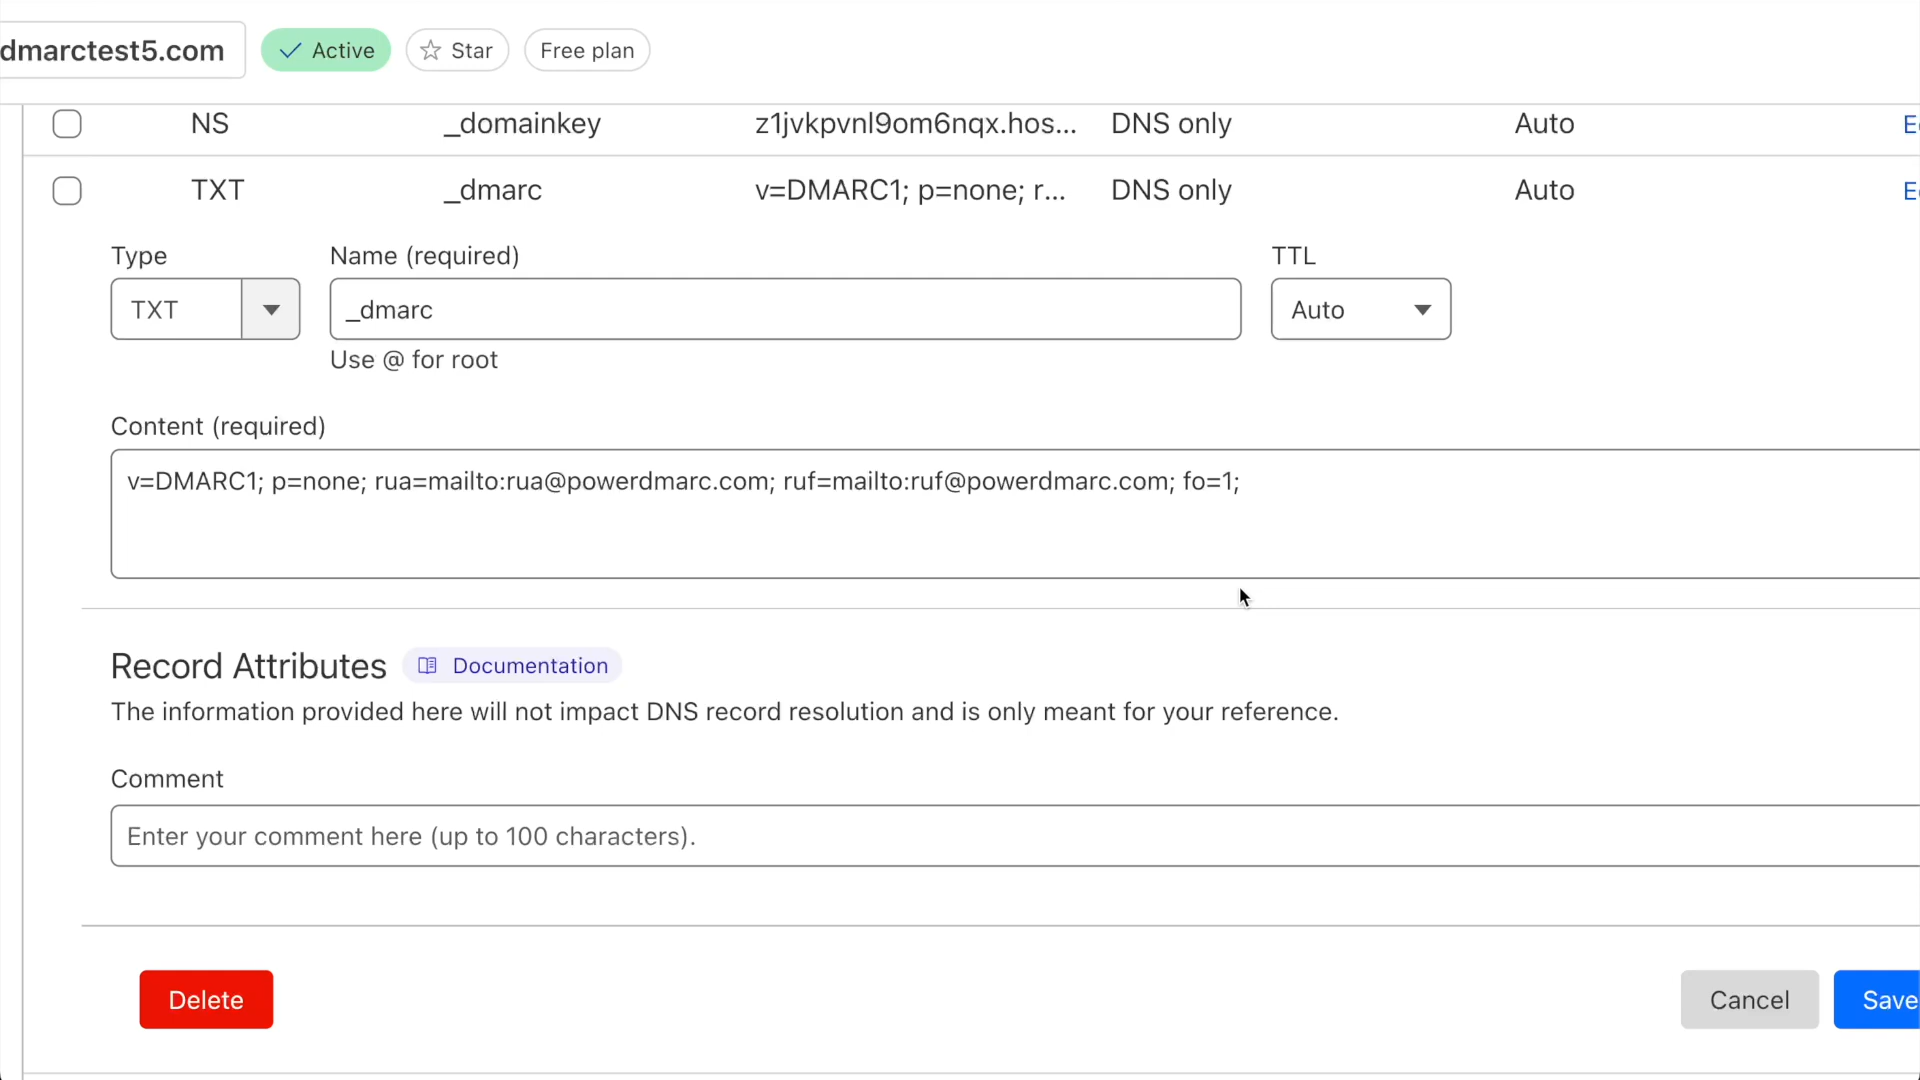 dmarctest5.com Active Star Free plan
NS _domainkey z1jvkpvnl9om6nqx.hos... DNS only Auto
TXT _dmarc v=DMARC1; p=none; r... DNS only Auto
Type Name (required) TTL
TXT _dmarc Auto
Use @ for root
Content (required)
v=DMARC1; p=none; rua=mailto:rua@powerdmarc.com; ruf=mailto:ruf@powerdmarc.com; fo=1;
Record Attributes Documentation
The information provided here will not impact DNS record resolution and is only meant for your reference.
Comment
Enter your comment here (up to 100 characters).
Delete Cancel Save